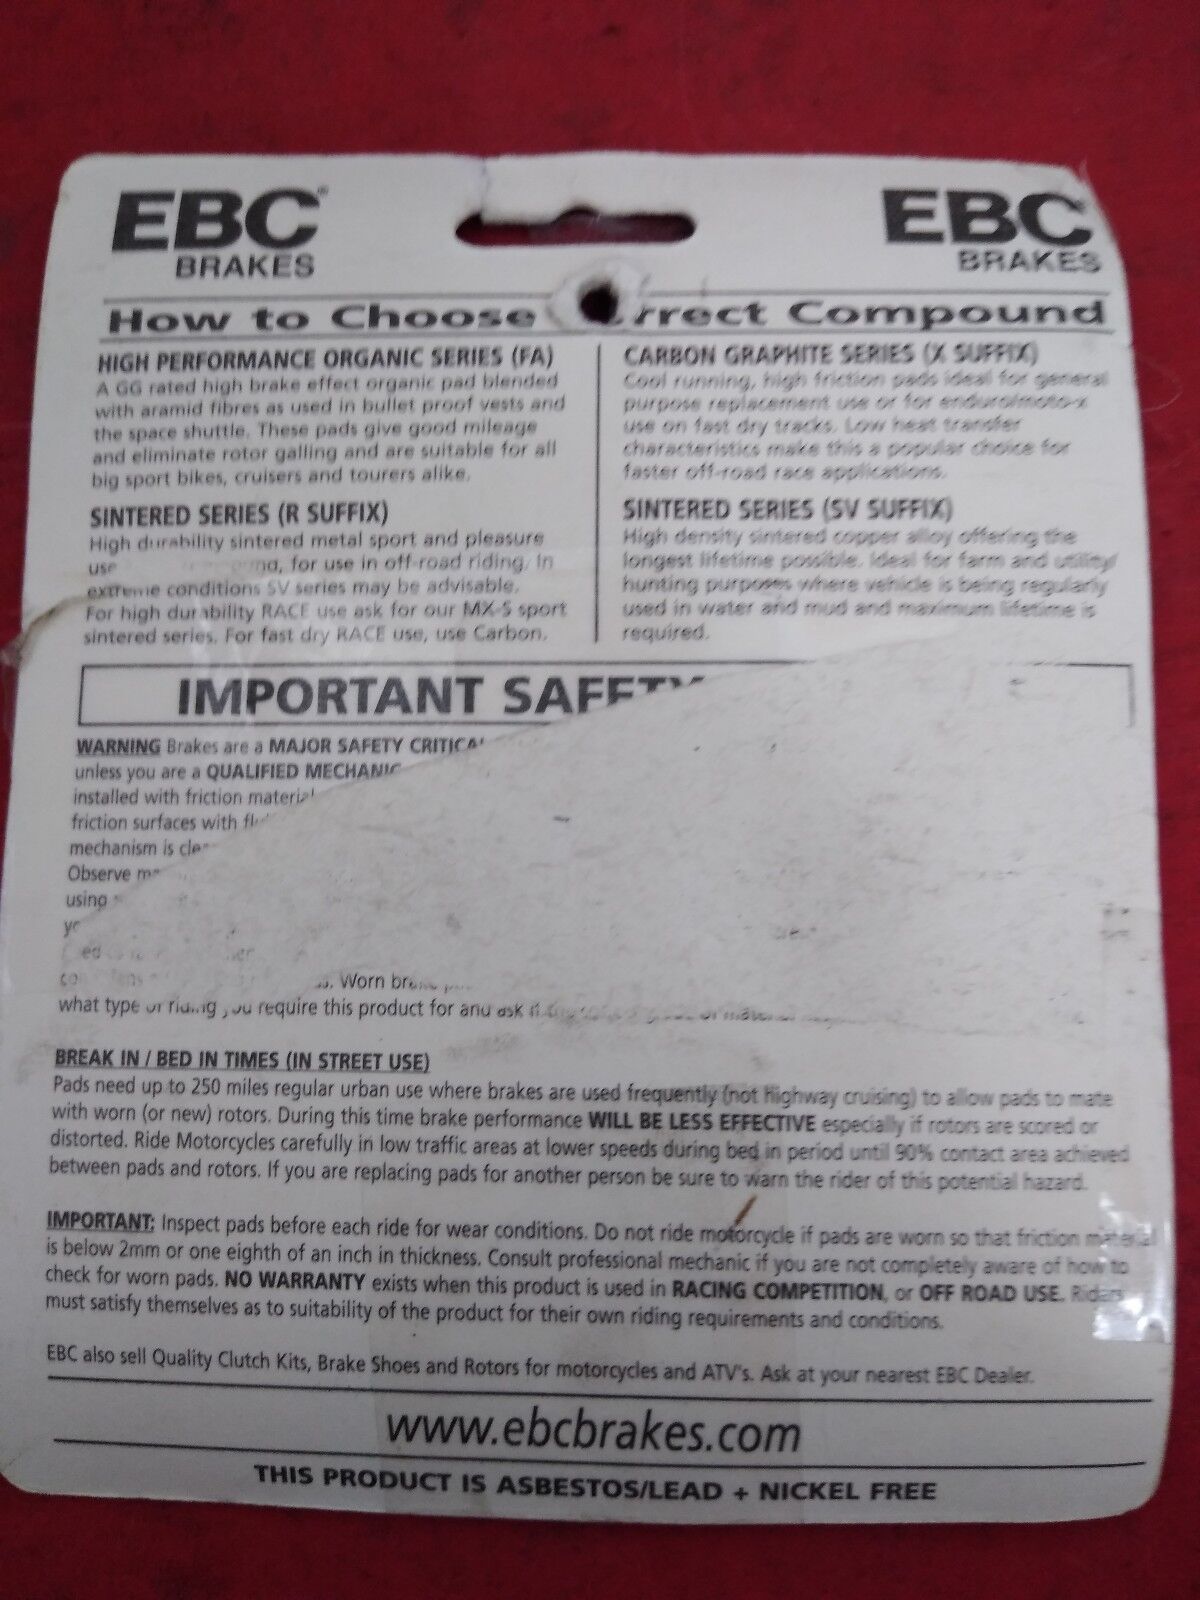 EBC®
BRAKES
EBC
BRAKES
How to Choose rrect Compound
HIGH PERFORMANCE ORGANIC SERIES (FA)
A GG rated high brake effect organic pad blended
with aramid fibres as used in bullet proof vests and
the space shuttle. These pads give good mileage
and eliminate rotor galling and are suitable for all
big sport bikes, cruisers and tourers alike.
SINTERED SERIES (R SUFFIX)
High durability sintered metal sport and pleasure
use for use in off-road riding. In
extreme conditions SV series may be advisable.
For high durability RACE use ask for our MX-S sport
sintered series. For fast dry RACE use, use Carbon.
CARBON GRAPHITE SERIES (X SUFFIX)
Cool running, high friction pads ideal for general
purpose replacement use or for enduro/moto-x
use on fast dry tracks. Low heat transfer
characteristics make this a popular choice for
faster off-road race applications.
SINTERED SERIES (SV SUFFIX)
High density sintered copper alloy offering the
longest lifetime possible. Ideal for farm and utility/
hunting purposes where vehicle is being regularly
used in water and mud and maximum lifetime is
required.
IMPORTANT SAFETY
WARNING Brakes are a MAJOR SAFETY CRITICAL
unless you are a QUALIFIED MECHANIC
installed with friction material
friction surfaces with
mechanism is
Observe
using
Worn
what type of riding you require this product for and ask
BREAK IN / BED IN TIMES (IN STREET USE)
Pads need up to 250 miles regular urban use where brakes are used frequently (not highway cruising) to allow pads to mate
with worn (or new) rotors. During this time brake performance WILL BE LESS EFFECTIVE especially if rotors are scored or
distorted. Ride Motorcycles carefully in low traffic areas at lower speeds during bed in period until 90% contact area achieved
between pads and rotors. If you are replacing pads for another person be sure to warn the rider of this potential hazard.
IMPORTANT: Inspect pads before each ride for wear conditions. Do not ride motorcycle if pads are worn so that friction material
is below 2mm or one eighth of an inch in thickness. Consult professional mechanic if you are not completely aware of how to
check for worn pads. NO WARRANTY exists when this product is used in RACING COMPETITION, or OFF ROAD USE. Riders
must satisfy themselves as to suitability of the product for their own riding requirements and conditions.
EBC also sell Quality Clutch Kits, Brake Shoes and Rotors for motorcycles and ATV's. Ask at your nearest EBC Dealer.
www.ebcbrakes.com
THIS PRODUCT IS ASBESTOS/LEAD + NICKEL FREE